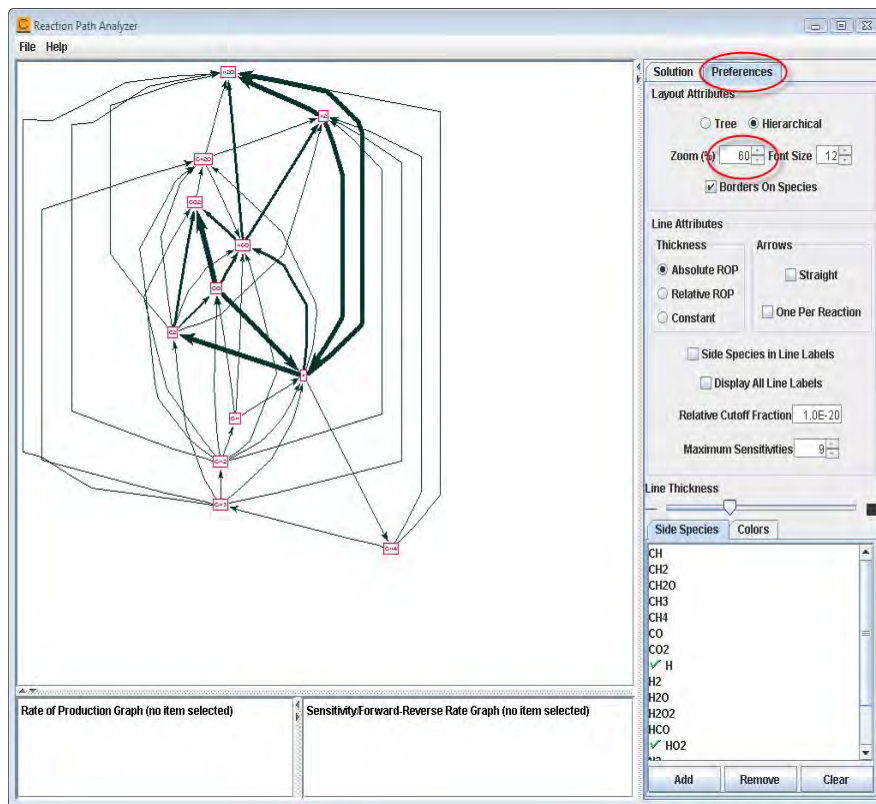 Reaction Path Analyzer
File Help
Solution Preferences
Layout Attributes
Tree Hierarchical
Zoom (%) 60 Font Size 12
Borders On Species
Line Attributes
Thickness Arrows
Absolute ROP
Straight
Relative ROP
One Per Reaction
Constant
Side Species in Line Labels
Display All Line Labels
Relative Cutoff Fraction 1.0E-20
Maximum Sensitivities 9
Line Thickness
Side Species Colors
CH
CH2
CH2O
CH3
CH4
CO
CO2
H
H2
H2O
H2O2
HCO
HO2
Add Remove Clear
CO2
CO
Rate of Production Graph (no item selected)
Sensitivity/Forward-Reverse Rate Graph (no item selected)